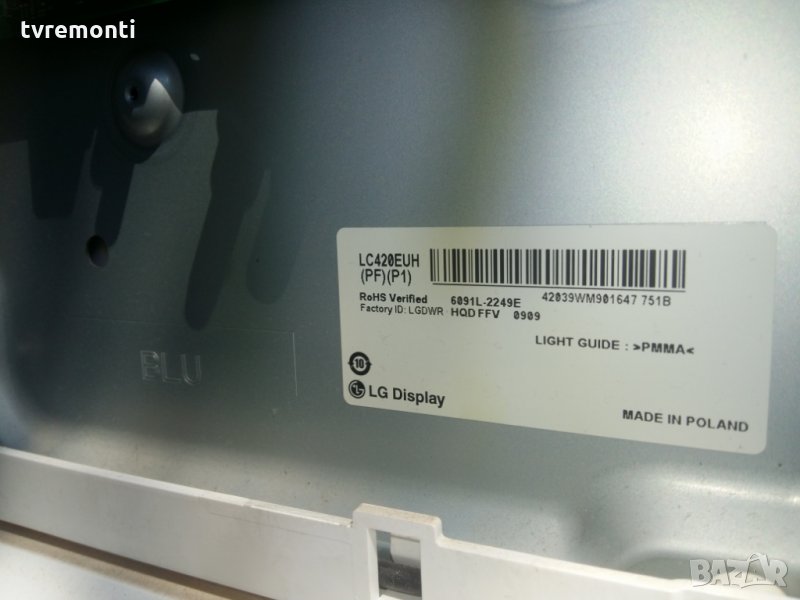 tvremonti
LC420EUH
(PF)(P1)
RoHS Verified 6091L-2249E 42039WM901647 751B
Factory ID: LGDWR HQD FFV 0909
LIGHT GUIDE : >PMMA<
10
LG Display
MADE IN POLAND
BLU
BAZAR